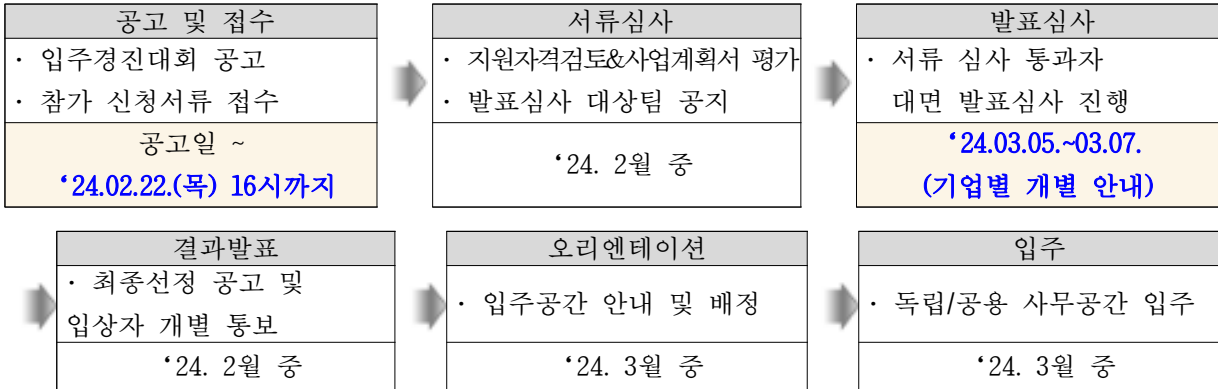 공고 및 접수
· 입주경진대회 공고
· 참가 신청서류 접수
공고일 ~
‘24.02.22.(목) 16시까지
서류심사
· 지원자격검토&사업계획서 평가
· 발표심사 대상팀 공지
‘24. 2월 중
발표심사
· 서류 심사 통과자
대면 발표심사 진행
‘24.03.05.~03.07.
(기업별 개별 안내)
결과발표
· 최종선정 공고 및
입상자 개별 통보
‘24. 2월 중
오리엔테이션
· 입주공간 안내 및 배정
‘24. 3월 중
입주
· 독립/공용 사무공간 입주
‘24. 3월 중